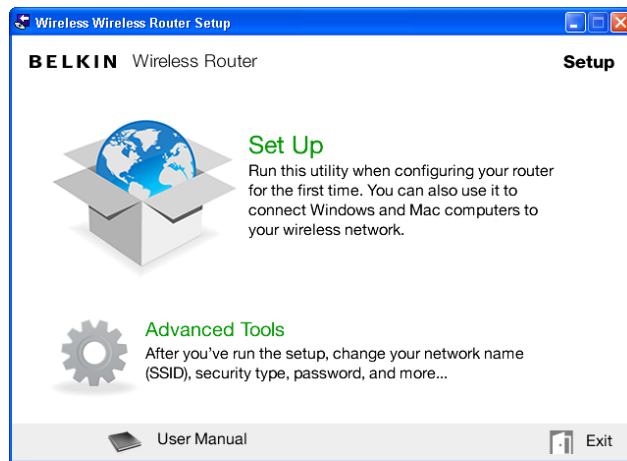 Wireless Wireless Router Setup
BELKIN Wireless Router
Setup
Set Up
Run this utility when configuring your router
for the first time. You can also use it to
connect Windows and Mac computers to
your wireless network.
Advanced Tools
After you've run the setup, change your network name
(SSID), security type, password, and more...
User Manual
Exit